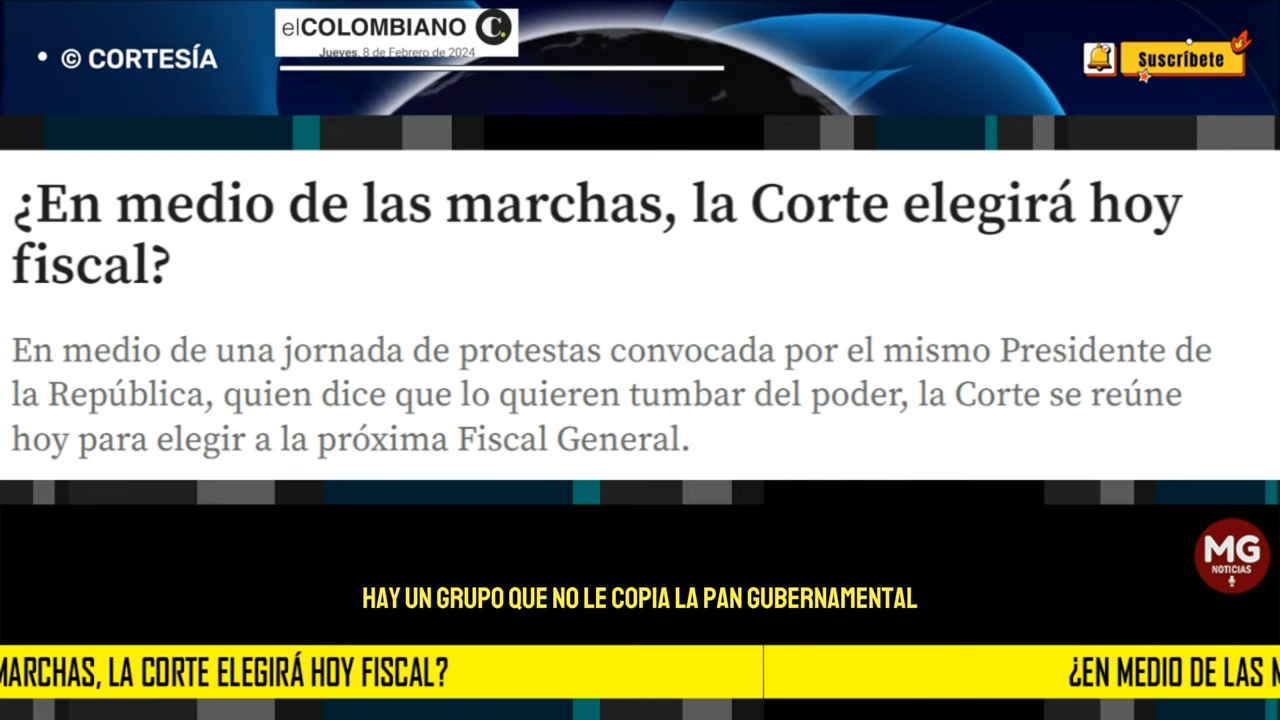 elCOLOMBIANO C.
Jueves, 8 de Febrero de 2024
• © CORTESÍA
Suscríbete
¿En medio de las marchas, la Corte elegirá hoy
fiscal?
En medio de una jornada de protestas convocada por el mismo Presidente de
la República, quien dice que lo quieren tumbar del poder, la Corte se reúne
hoy para elegir a la próxima Fiscal General.
MG
NOTICIAS
HAY UN GRUPO QUE NO LE COPIA LA PAN GUBERNAMENTAL
MARCHAS, LA CORTE ELEGIRÁ HOY FISCAL?
¿EN MEDIO DE LAS M